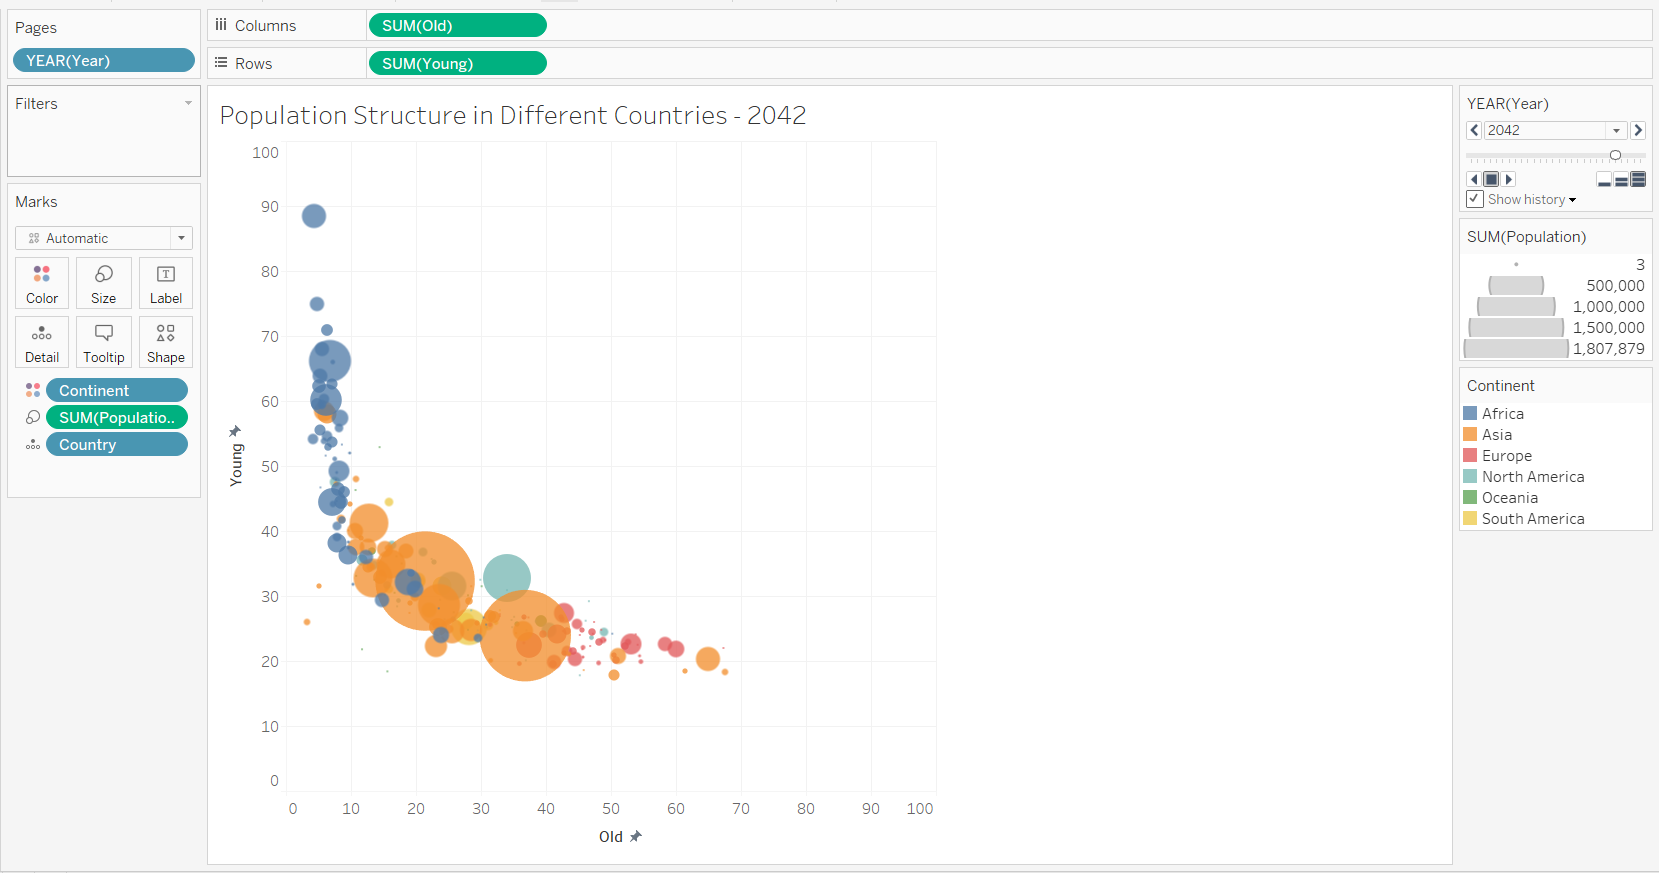 Pages
YEAR(Year)
Columns
SUM(Old)
Rows
SUM(Young)
Filters
Marks
Automatic
Color
Size
Label
Detail
Tooltip
Shape
Continent
SUM(Populatio..
Country
Population Structure in Different Countries - 2042
100
90
80
70
60
50
40
30
20
10
0
Young
0 10 20 30 40 50 60 70 80 90 100
Old
YEAR(Year)
2042
Show history
SUM(Population)
3
500,000
1,000,000
1,500,000
1,807,879
Continent
Africa
Asia
Europe
North America
Oceania
South America